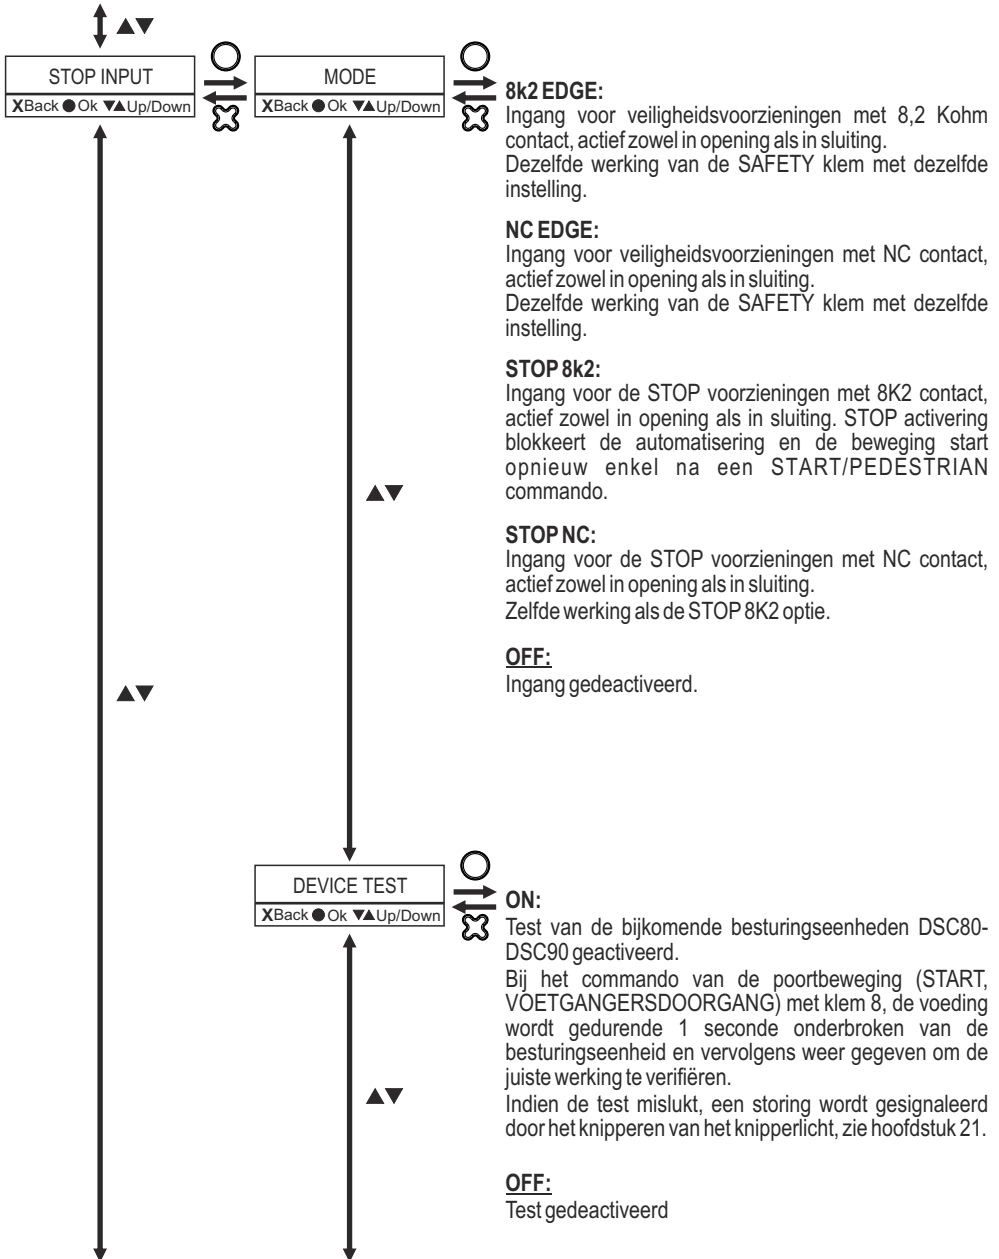 ▲▼
STOP INPUT
XBack ● Ok ▼▲Up/Down
MODE
XBack ● Ok ▼▲Up/Down
8k2 EDGE:
Ingang voor veiligheidsvoorzieningen met 8,2 Kohm
contact, actief zowel in opening als in sluiting.
Dezelfde werking van de SAFETY klem met dezelfde
instelling.
NC EDGE:
Ingang voor veiligheidsvoorzieningen met NC contact,
actief zowel in opening als in sluiting.
Dezelfde werking van de SAFETY klem met dezelfde
instelling.
STOP 8k2:
Ingang voor de STOP voorzieningen met 8K2 contact,
actief zowel in opening als in sluiting. STOP activering
blokkeert de automatisering en de beweging start
opnieuw enkel na een START/PEDESTRIAN
commando.
▲▼
STOP NC:
Ingang voor de STOP voorzieningen met NC contact,
actief zowel in opening als in sluiting.
Zelfde werking als de STOP 8K2 optie.
OFF:
Ingang gedeactiveerd.
▲▼
DEVICE TEST
XBack ● Ok ▼▲Up/Down
ON:
Test van de bijkomende besturingseenheden DSC80-
DSC90 geactiveerd.
Bij het commando van de poortbeweging (START,
VOETGANGERSDOORGANG) met klem 8, de voeding
wordt gedurende 1 seconde onderbroken van de
besturingseenheid en vervolgens weer gegeven om de
juiste werking te verifiëren.
Indien de test mislukt, een storing wordt gesignaleerd
door het knipperen van het knipperlicht, zie hoofdstuk 21.
▲▼
OFF:
Test gedeactiveerd